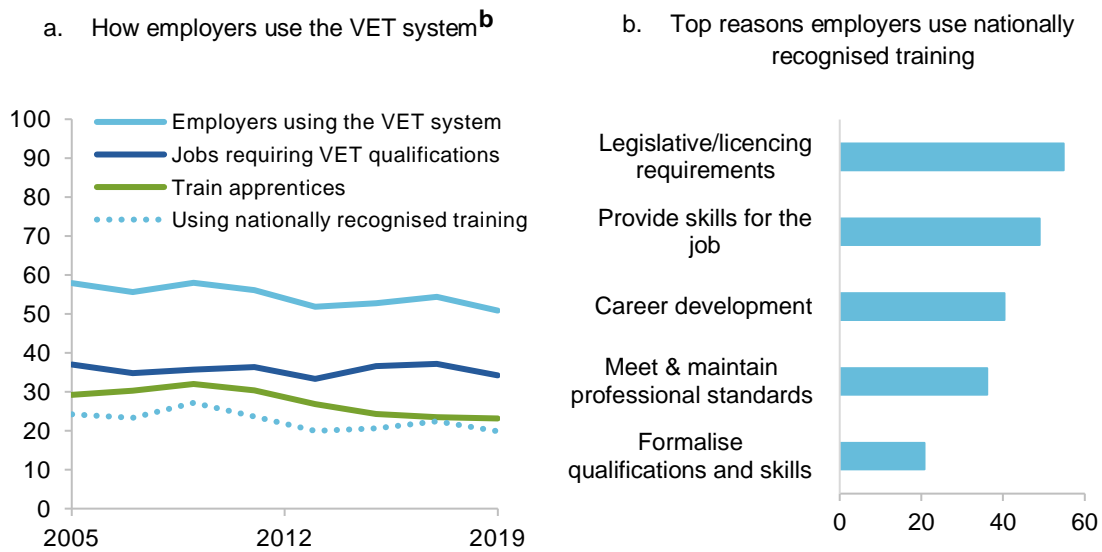 a. How employers use the VET systemb
100
90
80
70
60
50
40
30
20
10
0
Employers using the VET system
Jobs requiring VET qualifications
Train apprentices
Using nationally recognised training
2005 2012 2019
b. Top reasons employers use nationally
recognised training
Legislative/licencing
requirements
Provide skills for the
job
Career development
Meet & maintain
professional standards
Formalise
qualifications and skills
0 20 40 60